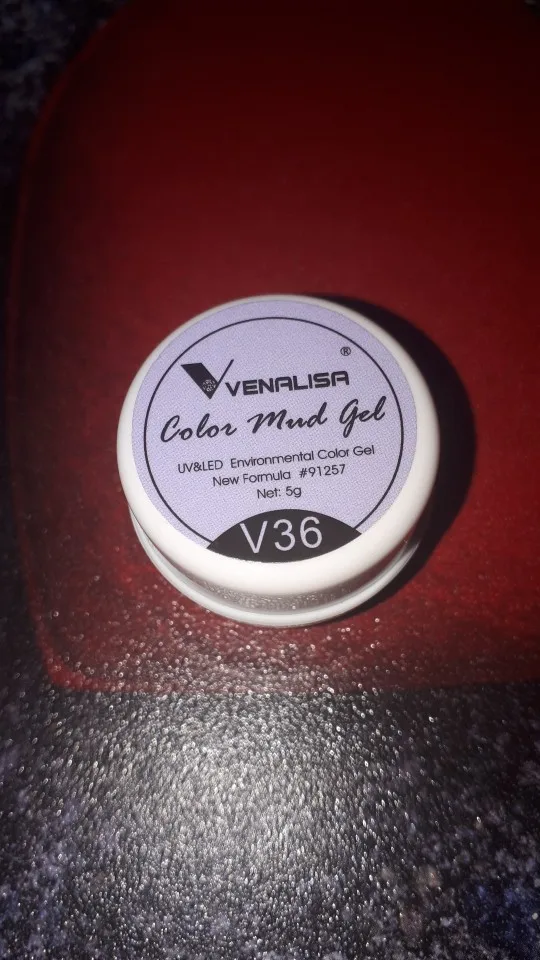 ®
VENALISA
Color Mud Gel
UV&LED Environmental Color Gel
New Formula #91257
Net: 5g
V36